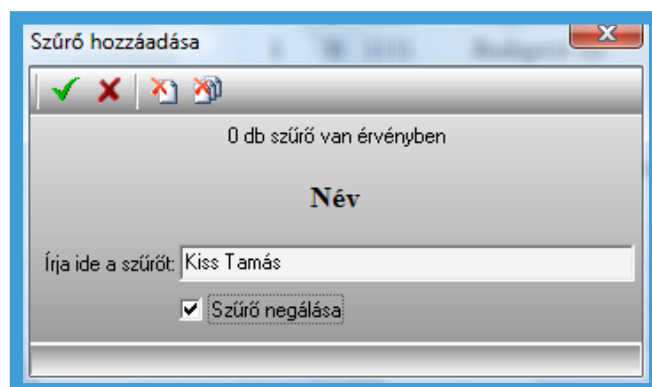 Szűrő hozzáadása
0 db szűrő van érvényben
Név
Írja ide a szűrőt: Kiss Tamás
Szűrő negálása